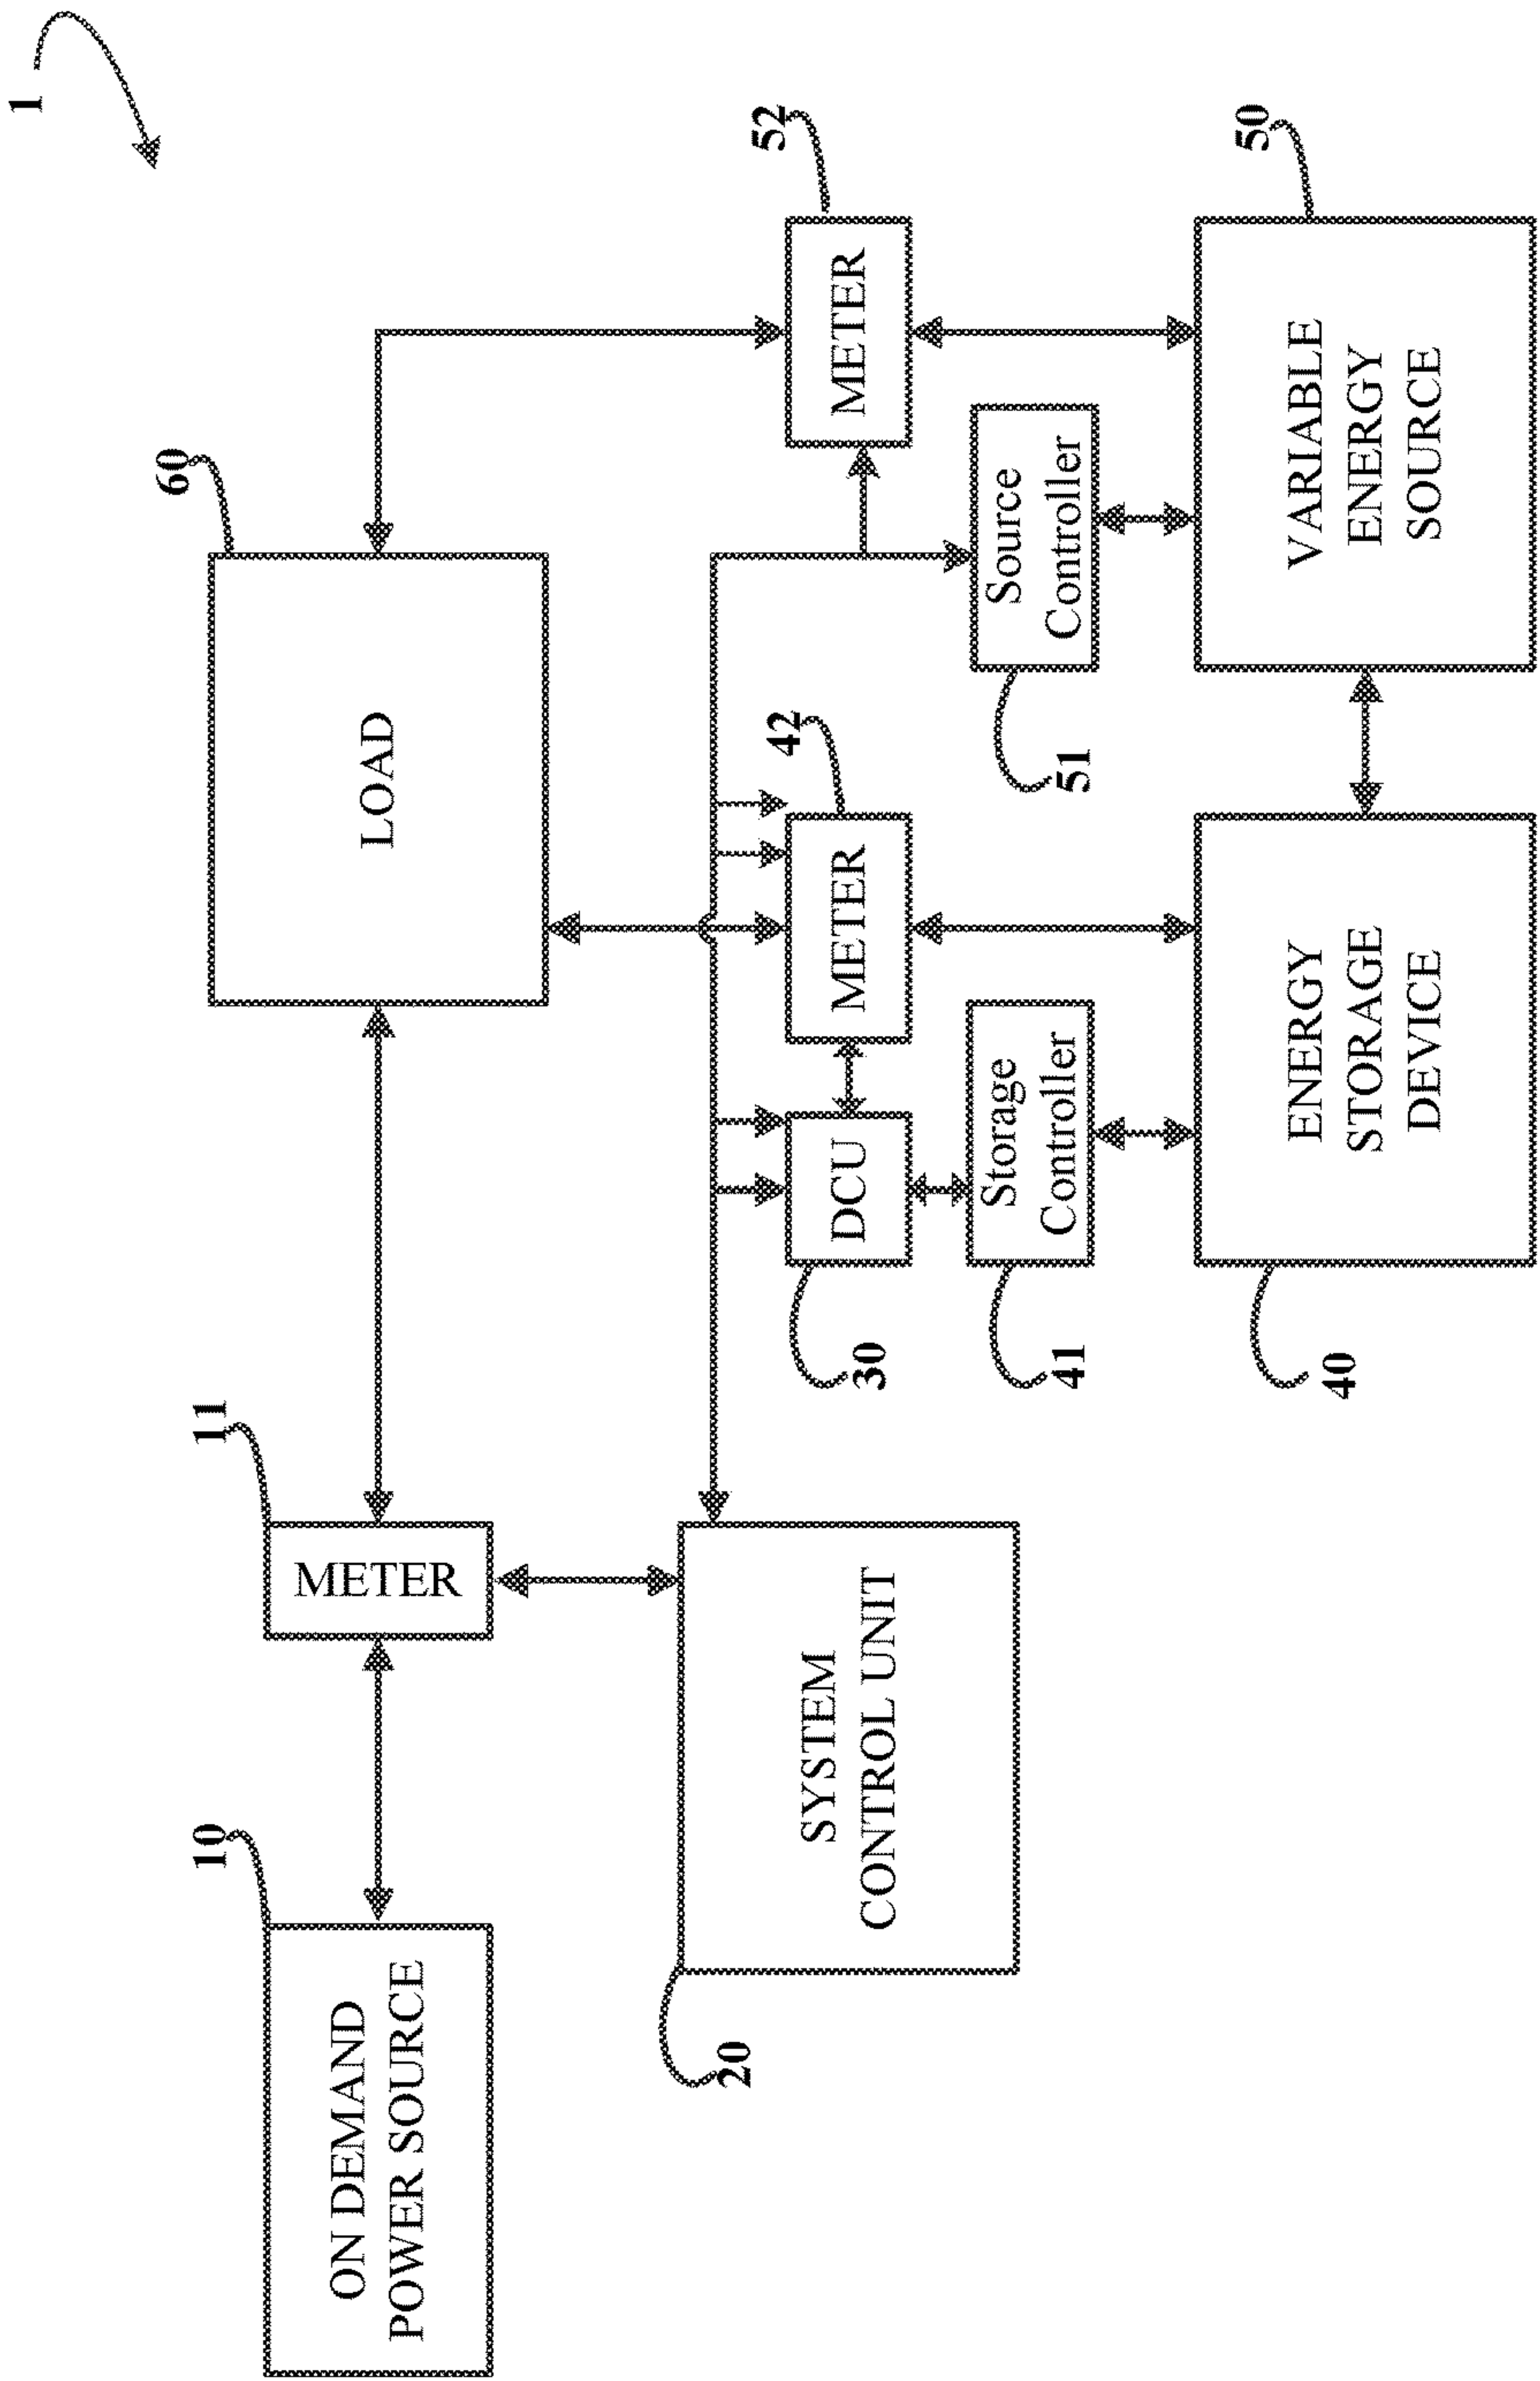 1
10
ON DEMAND
POWER SOURCE
11
METER
60
LOAD
20
SYSTEM
CONTROL UNIT
30
DCU
42
METER
52
METER
41
Storage
Controller
51
Source
Controller
40
ENERGY
STORAGE
DEVICE
50
VARIABLE
ENERGY
SOURCE